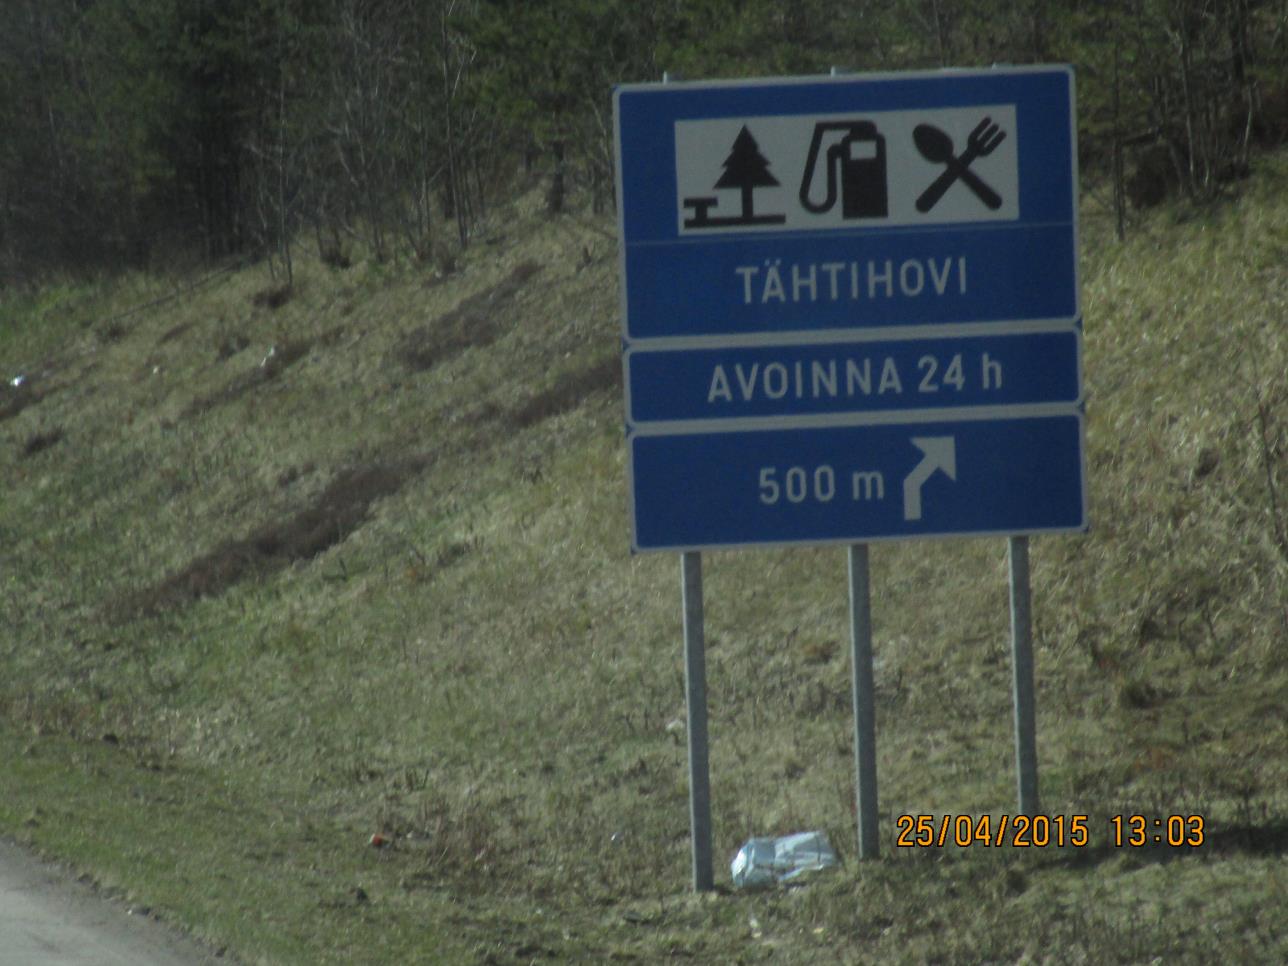 TÄHTIHOVI
AVOINNA 24 h
500 m
25/04/2015 13:03